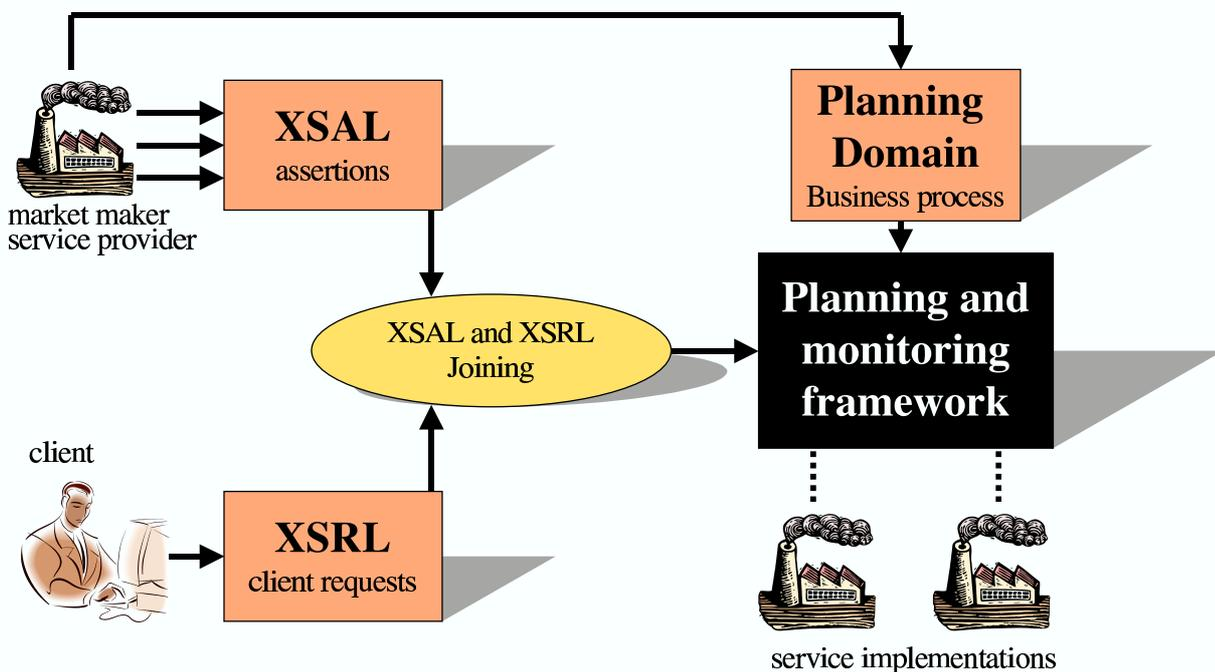 XSAL
assertions
market maker
service provider
Planning
Domain
Business process
XSAL and XSRL
Joining
Planning and
monitoring
framework
client
XSRL
client requests
service implementations